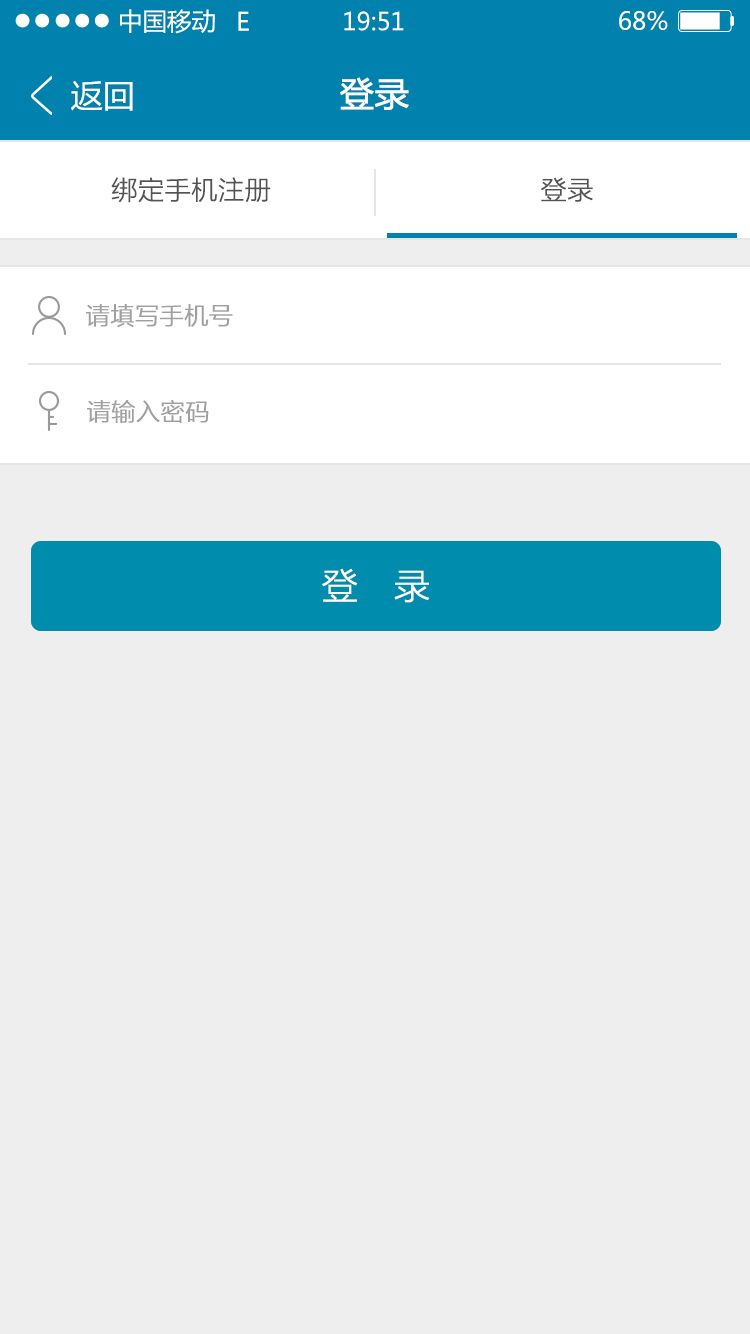 中国移动 E 19:51 68%
返回 登录
绑定手机注册 登录
请填写手机号
请输入密码
登 录